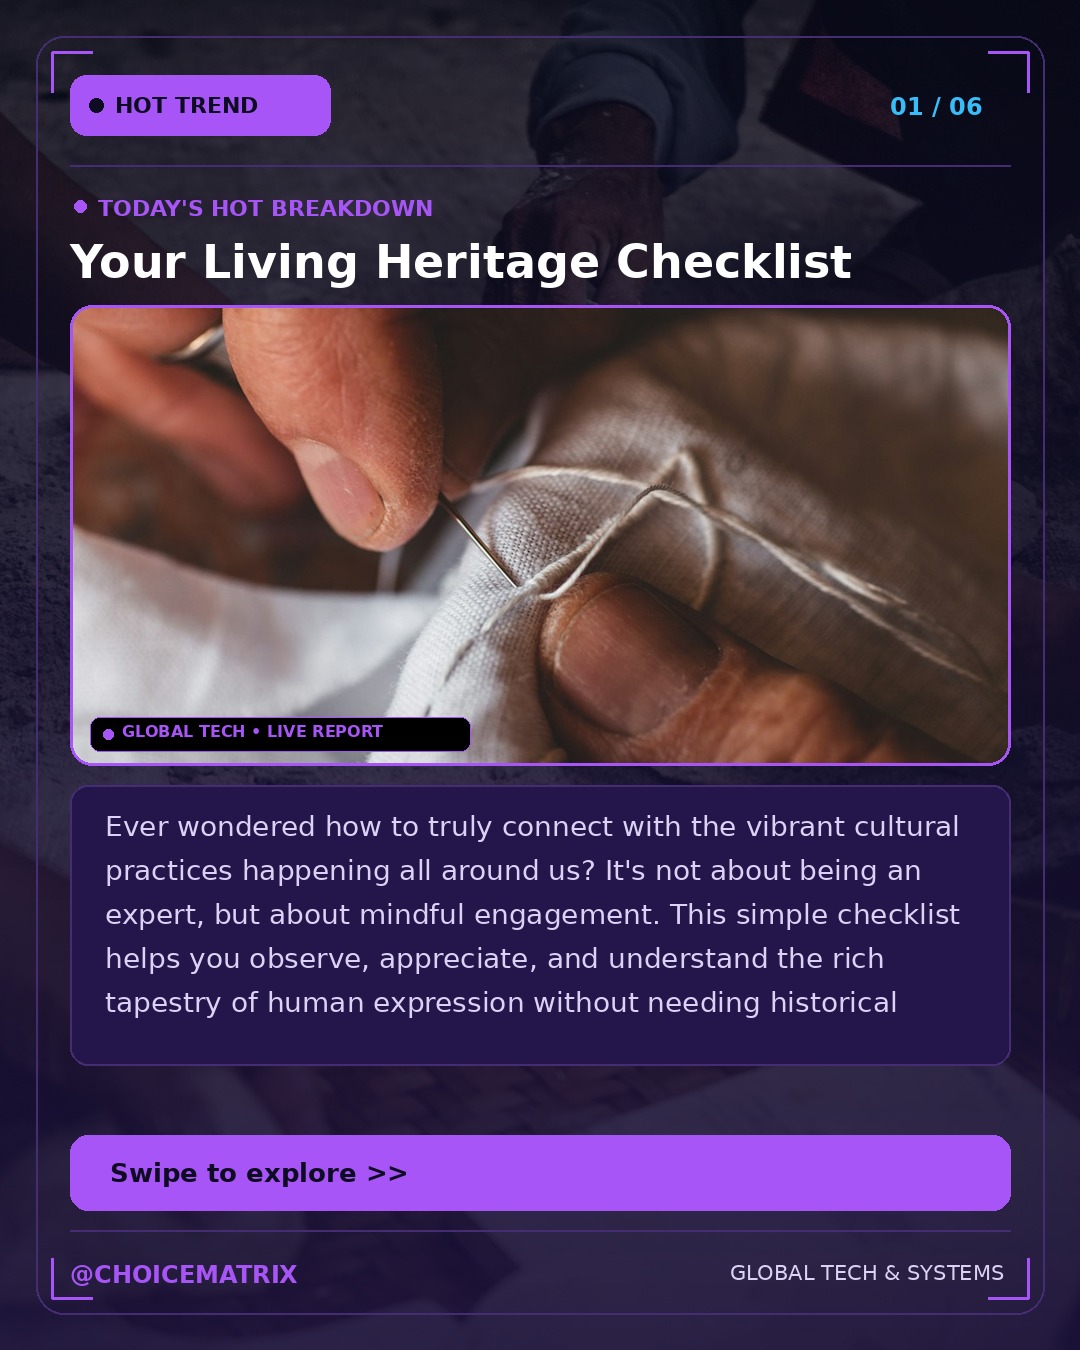 HOT TREND
01 / 06
TODAY'S HOT BREAKDOWN
Your Living Heritage Checklist
GLOBAL TECH • LIVE REPORT
Ever wondered how to truly connect with the vibrant cultural
practices happening all around us? It's not about being an
expert, but about mindful engagement. This simple checklist
helps you observe, appreciate, and understand the rich
tapestry of human expression without needing historical
Swipe to explore >>
@CHOICEMATRIX
GLOBAL TECH & SYSTEMS